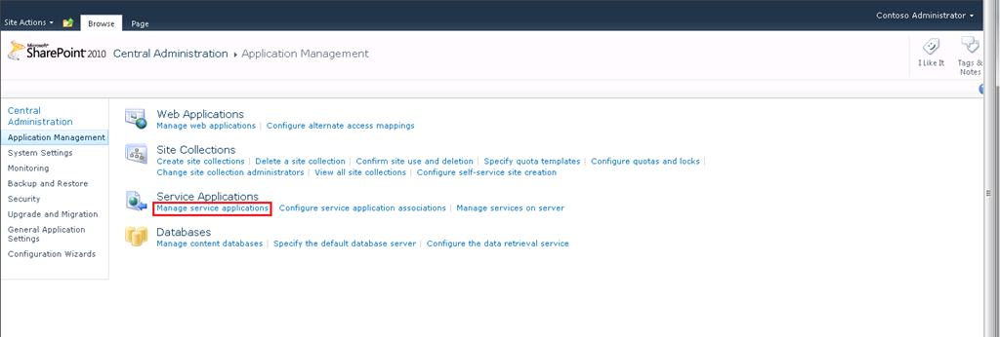 Contoso Administrator
Site Actions Browse Page
Microsoft
SharePoint 2010 Central Administration Application Management
I Like It Tags &
Notes
Central
Administration
Application Management
System Settings
Monitoring
Backup and Restore
Security
Upgrade and Migration
General Application
Settings
Configuration Wizards
Web Applications
Manage web applications | Configure alternate access mappings
Site Collections
Create site collections | Delete a site collection | Confirm site use and deletion | Specify quota templates | Configure quotas and locks |
Change site collection administrators | View all site collections | Configure self-service site creation
Service Applications
Manage service applications Configure service application associations | Manage services on server
Databases
Manage content databases | Specify the default database server | Configure the data retrieval service